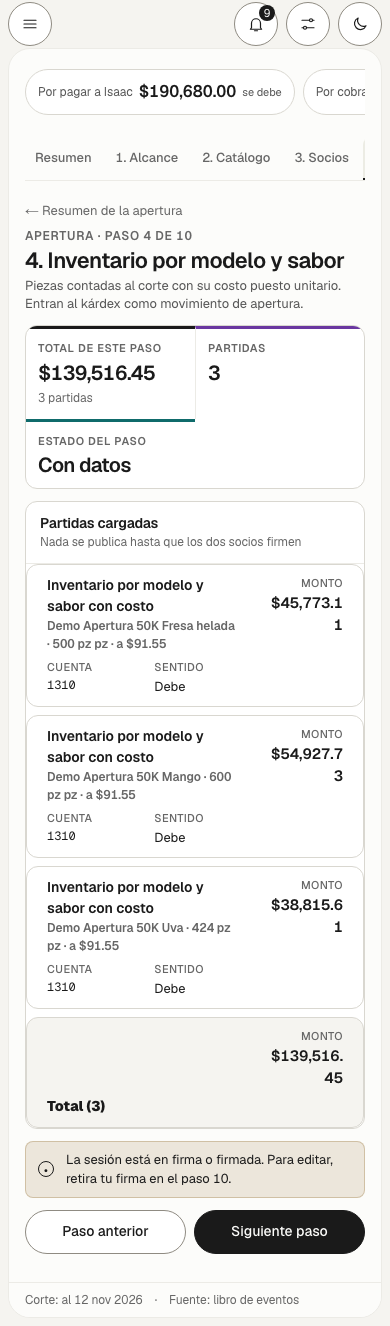 9
Por pagar a Isaac $190,680.00 se debe
Por cobra
Resumen 1. Alcance 2. Catálogo 3. Socios
← Resumen de la apertura
APERTURA · PASO 4 DE 10
4. Inventario por modelo y sabor
Piezas contadas al corte con su costo puesto unitario.
Entran al kárdex como movimiento de apertura.
TOTAL DE ESTE PASO
$139,516.45
3 partidas
PARTIDAS
3
ESTADO DEL PASO
Con datos
Partidas cargadas
Nada se publica hasta que los dos socios firmen
Inventario por modelo y
sabor con costo
Demo Apertura 50K Fresa helada
· 500 pz pz · a $91.55
MONTO
$45,773.1
1
CUENTA
1310
SENTIDO
Debe
Inventario por modelo y
sabor con costo
Demo Apertura 50K Mango · 600
pz pz · a $91.55
MONTO
$54,927.7
3
CUENTA
1310
SENTIDO
Debe
Inventario por modelo y
sabor con costo
Demo Apertura 50K Uva · 424 pz
pz · a $91.55
MONTO
$38,815.6
1
CUENTA
1310
SENTIDO
Debe
MONTO
$139,516.
45
Total (3)
La sesión está en firma o firmada. Para editar,
retira tu firma en el paso 10.
Paso anterior
Siguiente paso
Corte: al 12 nov 2026 · Fuente: libro de eventos